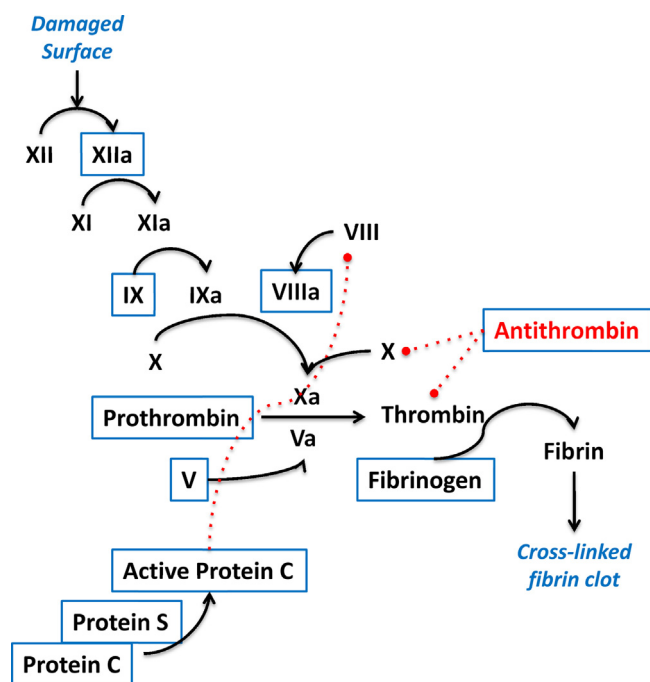 Damaged
Surface
XII
XIIa
XI
XIa
VIII
IX
IXa
VIIIa
X
X
Antithrombin
Xa
Prothrombin
Thrombin
Va
Fibrin
V
Fibrinogen
Cross-linked
fibrin clot
Active Protein C
Protein S
Protein C